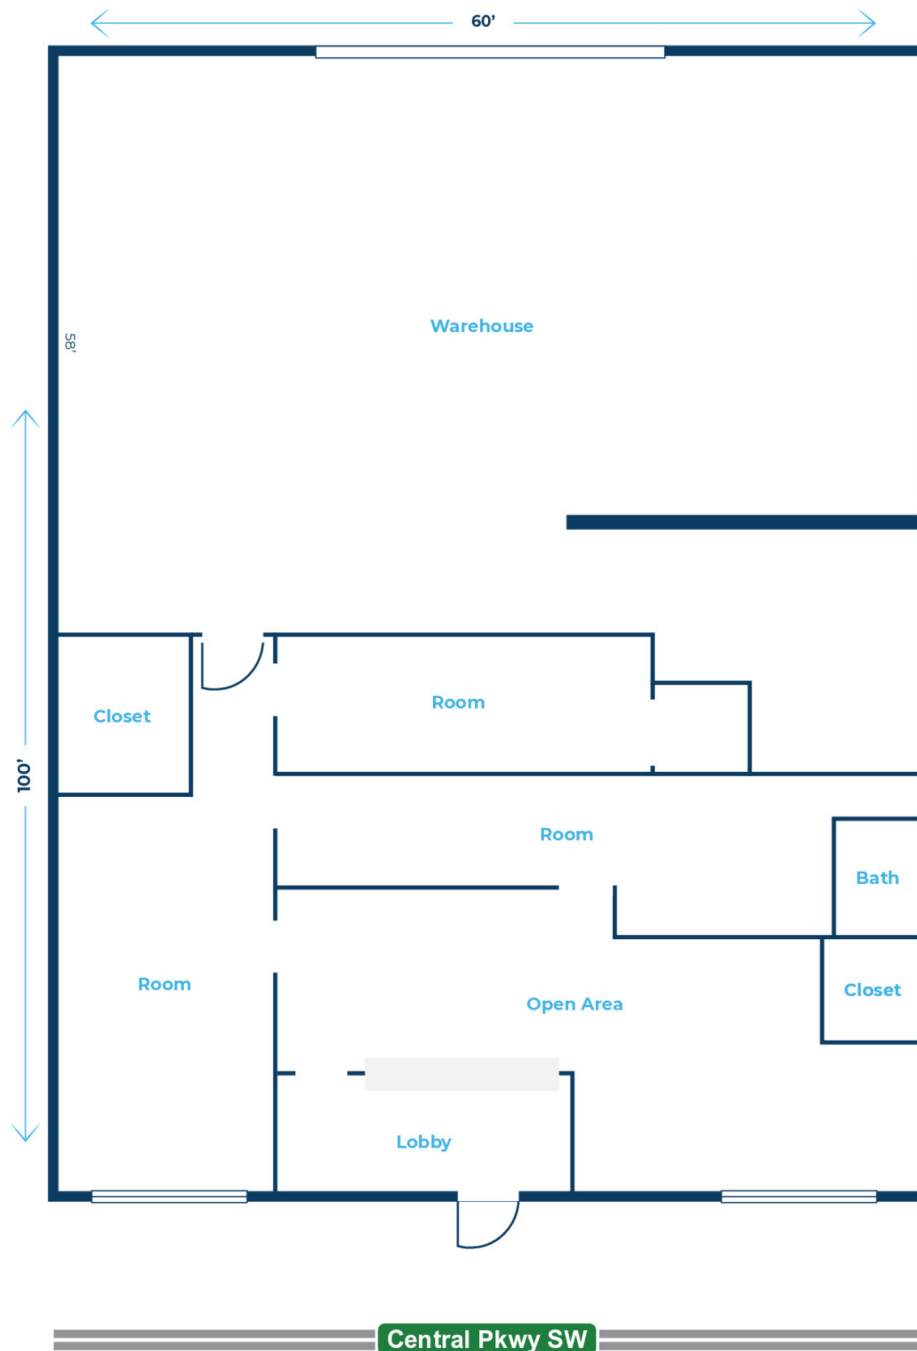 60’
Warehouse
58'
Closet
Room
100’
Room
Bath
Room
Closet
Open Area
Lobby
Central Pkwy SW